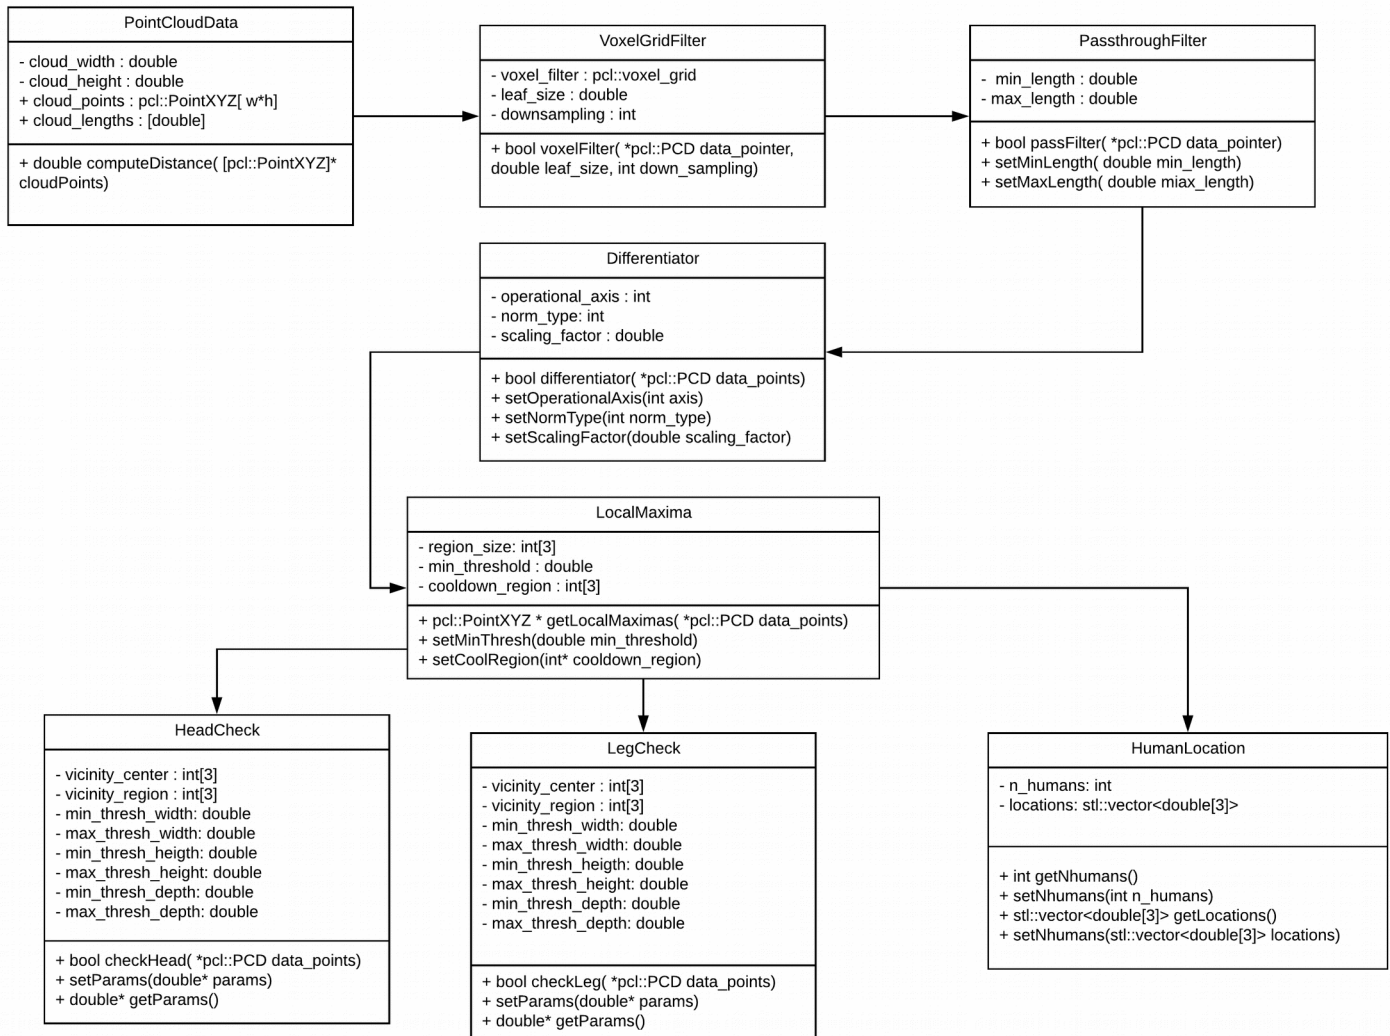 PointCloudData
- cloud_width : double
- cloud_height : double
+ cloud_points : pcl::PointXYZ[ w*h]
+ cloud_lengths : [double]
+ double computeDistance( [pcl::PointXYZ]*
cloudPoints)
VoxelGridFilter
- voxel_filter : pcl::voxel_grid
- leaf_size : double
- downsampling : int
+ bool voxelFilter( *pcl::PCD data_pointer,
double leaf_size, int down_sampling)
PassthroughFilter
- min_length : double
- max_length : double
+ bool passFilter( *pcl::PCD data_pointer)
+ setMinLength( double min_length)
+ setMaxLength( double miax_length)
Differentiator
- operational_axis : int
- norm_type: int
- scaling_factor : double
+ bool differentiator( *pcl::PCD data_points)
+ setOperationalAxis(int axis)
+ setNormType(int norm_type)
+ setScalingFactor(double scaling_factor)
LocalMaxima
- region_size: int[3]
- min_threshold : double
- cooldown_region : int[3]
+ pcl::PointXYZ * getLocalMaximas( *pcl::PCD data_points)
+ setMinThresh(double min_threshold)
+ setCoolRegion(int* cooldown_region)
HeadCheck
- vicinity_center : int[3]
- vicinity_region : int[3]
- min_thresh_width: double
- max_thresh_width: double
- min_thresh_heigth: double
- max_thresh_height: double
- min_thresh_depth: double
- max_thresh_depth: double
+ bool checkHead( *pcl::PCD data_points)
+ setParams(double* params)
+ double* getParams()
LegCheck
- vicinity_center : int[3]
- vicinity_region : int[3]
- min_thresh_width: double
- max_thresh_width: double
- min_thresh_heigth: double
- max_thresh_height: double
- min_thresh_depth: double
- max_thresh_depth: double
+ bool checkLeg( *pcl::PCD data_points)
+ setParams(double* params)
+ double* getParams()
HumanLocation
- n_humans: int
- locations: stl::vector<double[3]>
+ int getNhumans()
+ setNhumans(int n_humans)
+ stl::vector<double[3]> getLocations()
+ setNhumans(stl::vector<double[3]> locations)